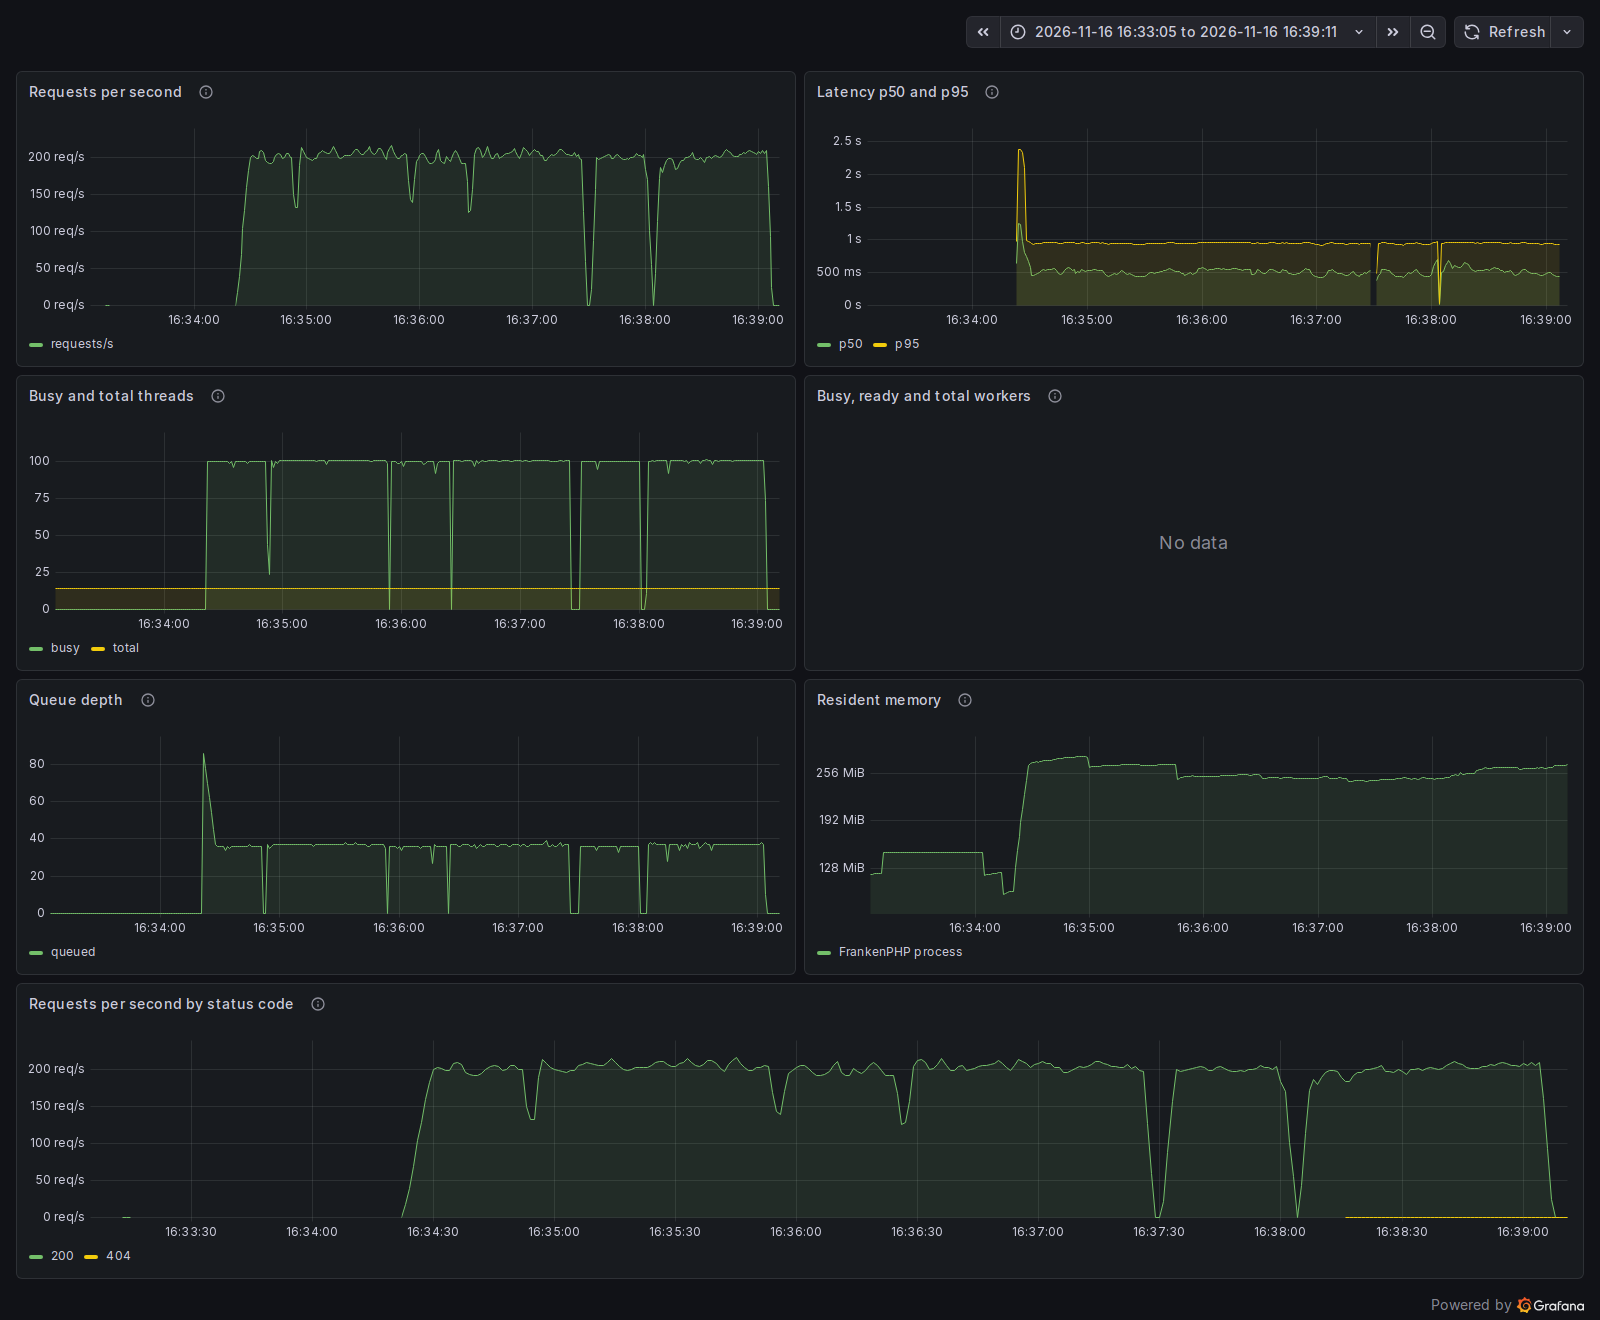 2026-11-16 16:33:05 to 2026-11-16 16:39:11
Refresh
Requests per second
200 req/s
150 req/s
100 req/s
50 req/s
0 req/s
16:34:00 16:35:00 16:36:00 16:37:00 16:38:00 16:39:00
requests/s
Latency p50 and p95
2.5 s
2 s
1.5 s
1 s
500 ms
0 s
16:34:00 16:35:00 16:36:00 16:37:00 16:38:00 16:39:00
p50 p95
Busy and total threads
100
75
50
25
0
16:34:00 16:35:00 16:36:00 16:37:00 16:38:00 16:39:00
busy total
Busy, ready and total workers
No data
Queue depth
80
60
40
20
0
16:34:00 16:35:00 16:36:00 16:37:00 16:38:00 16:39:00
queued
Resident memory
256 MiB
192 MiB
128 MiB
16:34:00 16:35:00 16:36:00 16:37:00 16:38:00 16:39:00
FrankenPHP process
Requests per second by status code
200 req/s
150 req/s
100 req/s
50 req/s
0 req/s
16:33:30 16:34:00 16:34:30 16:35:00 16:35:30 16:36:00 16:36:30 16:37:00 16:37:30 16:38:00 16:38:30 16:39:00
200 404
Powered by Grafana